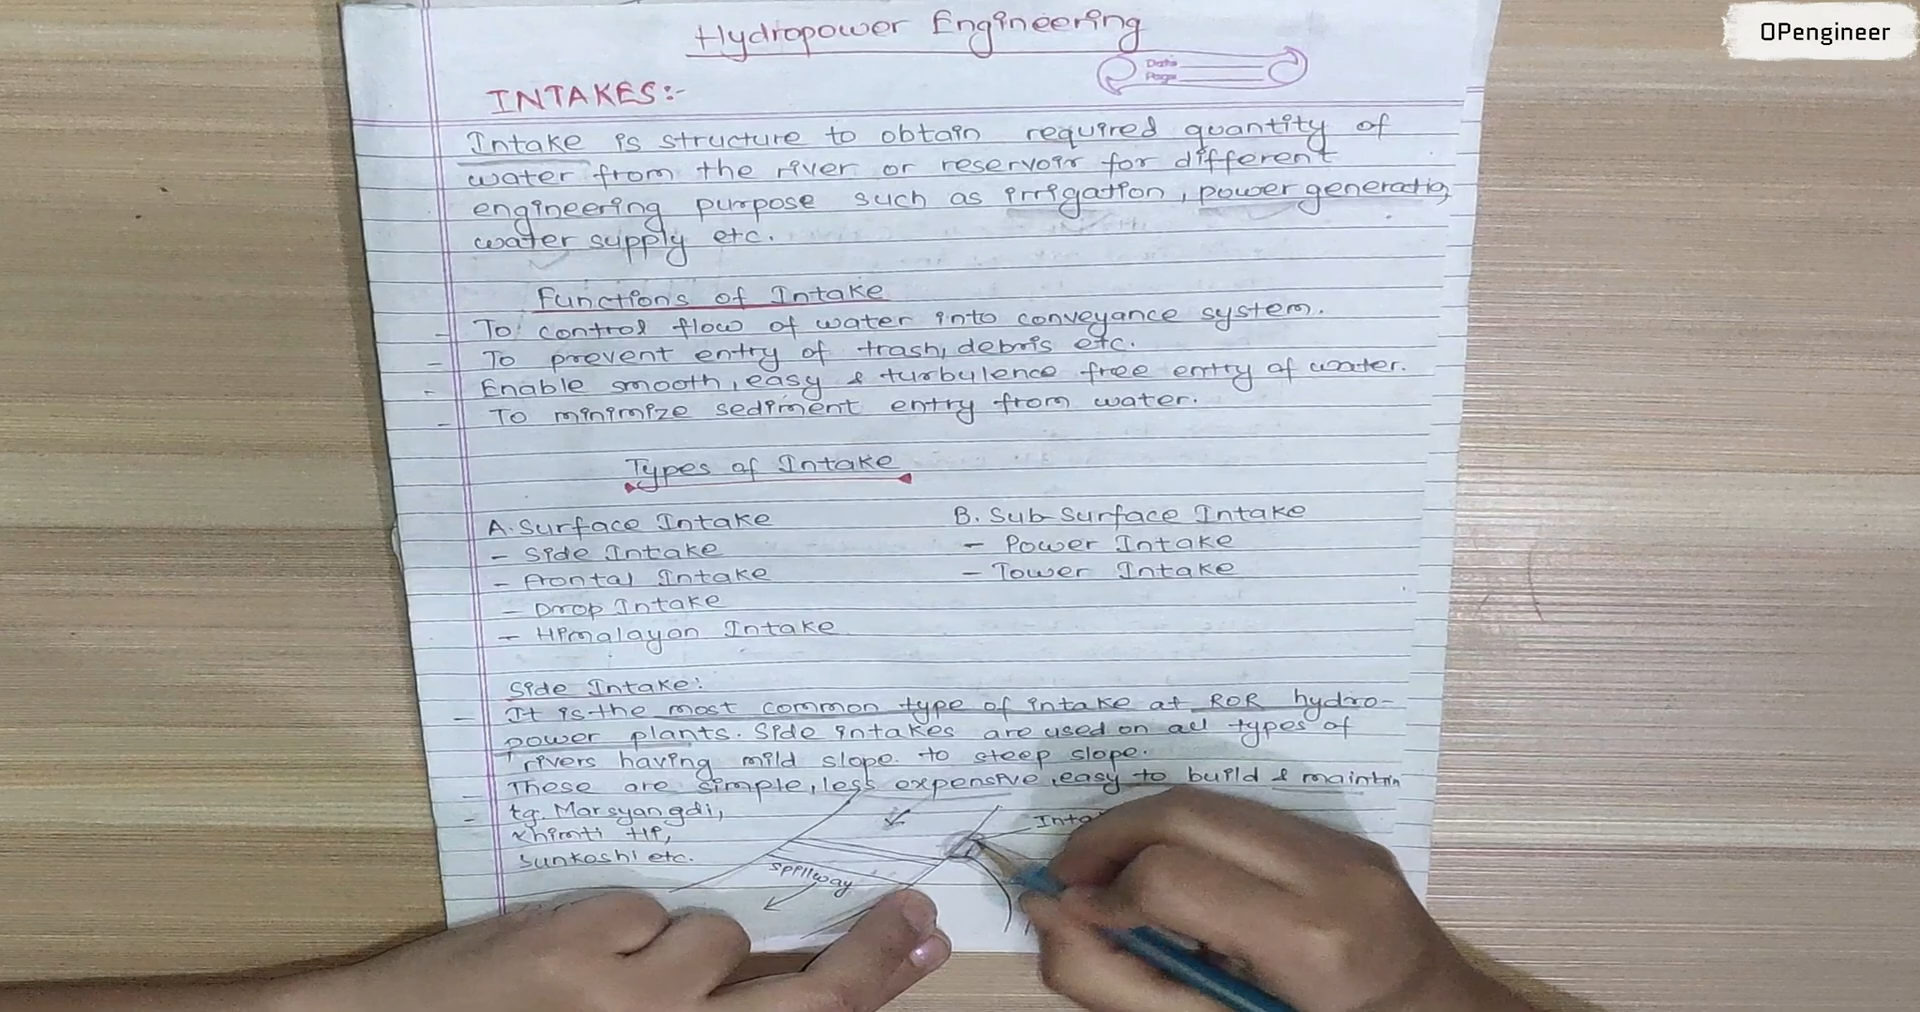 OPengineer
Hydropower Engineering
Date
Page
INTAKES:-
Intake is structure to obtain required quantity of
water from the river or reservoir for different
engineering purpose such as irrigation, power generation,
water supply etc.
Functions of Intake
- To control flow of water into conveyance system.
- To prevent entry of trash, debris etc.
- Enable smooth, easy & turbulence free entry of water.
- To minimize sediment entry from water.
Types of Intake
A. Surface Intake
- Side Intake
- Frontal Intake
- Drop Intake
- Himalayan Intake
B. Sub-Surface Intake
- Power Intake
- Tower Intake
Side Intake:
- It is the most common type of intake at ROR hydro-
power plants. Side intakes are used on all types of
rivers having mild slope to steep slope.
- These are simple, less expensive, easy to build & maintain
- Eg. Marsyangdi,
Khimti HP,
Sunkoshi etc.
Spillway